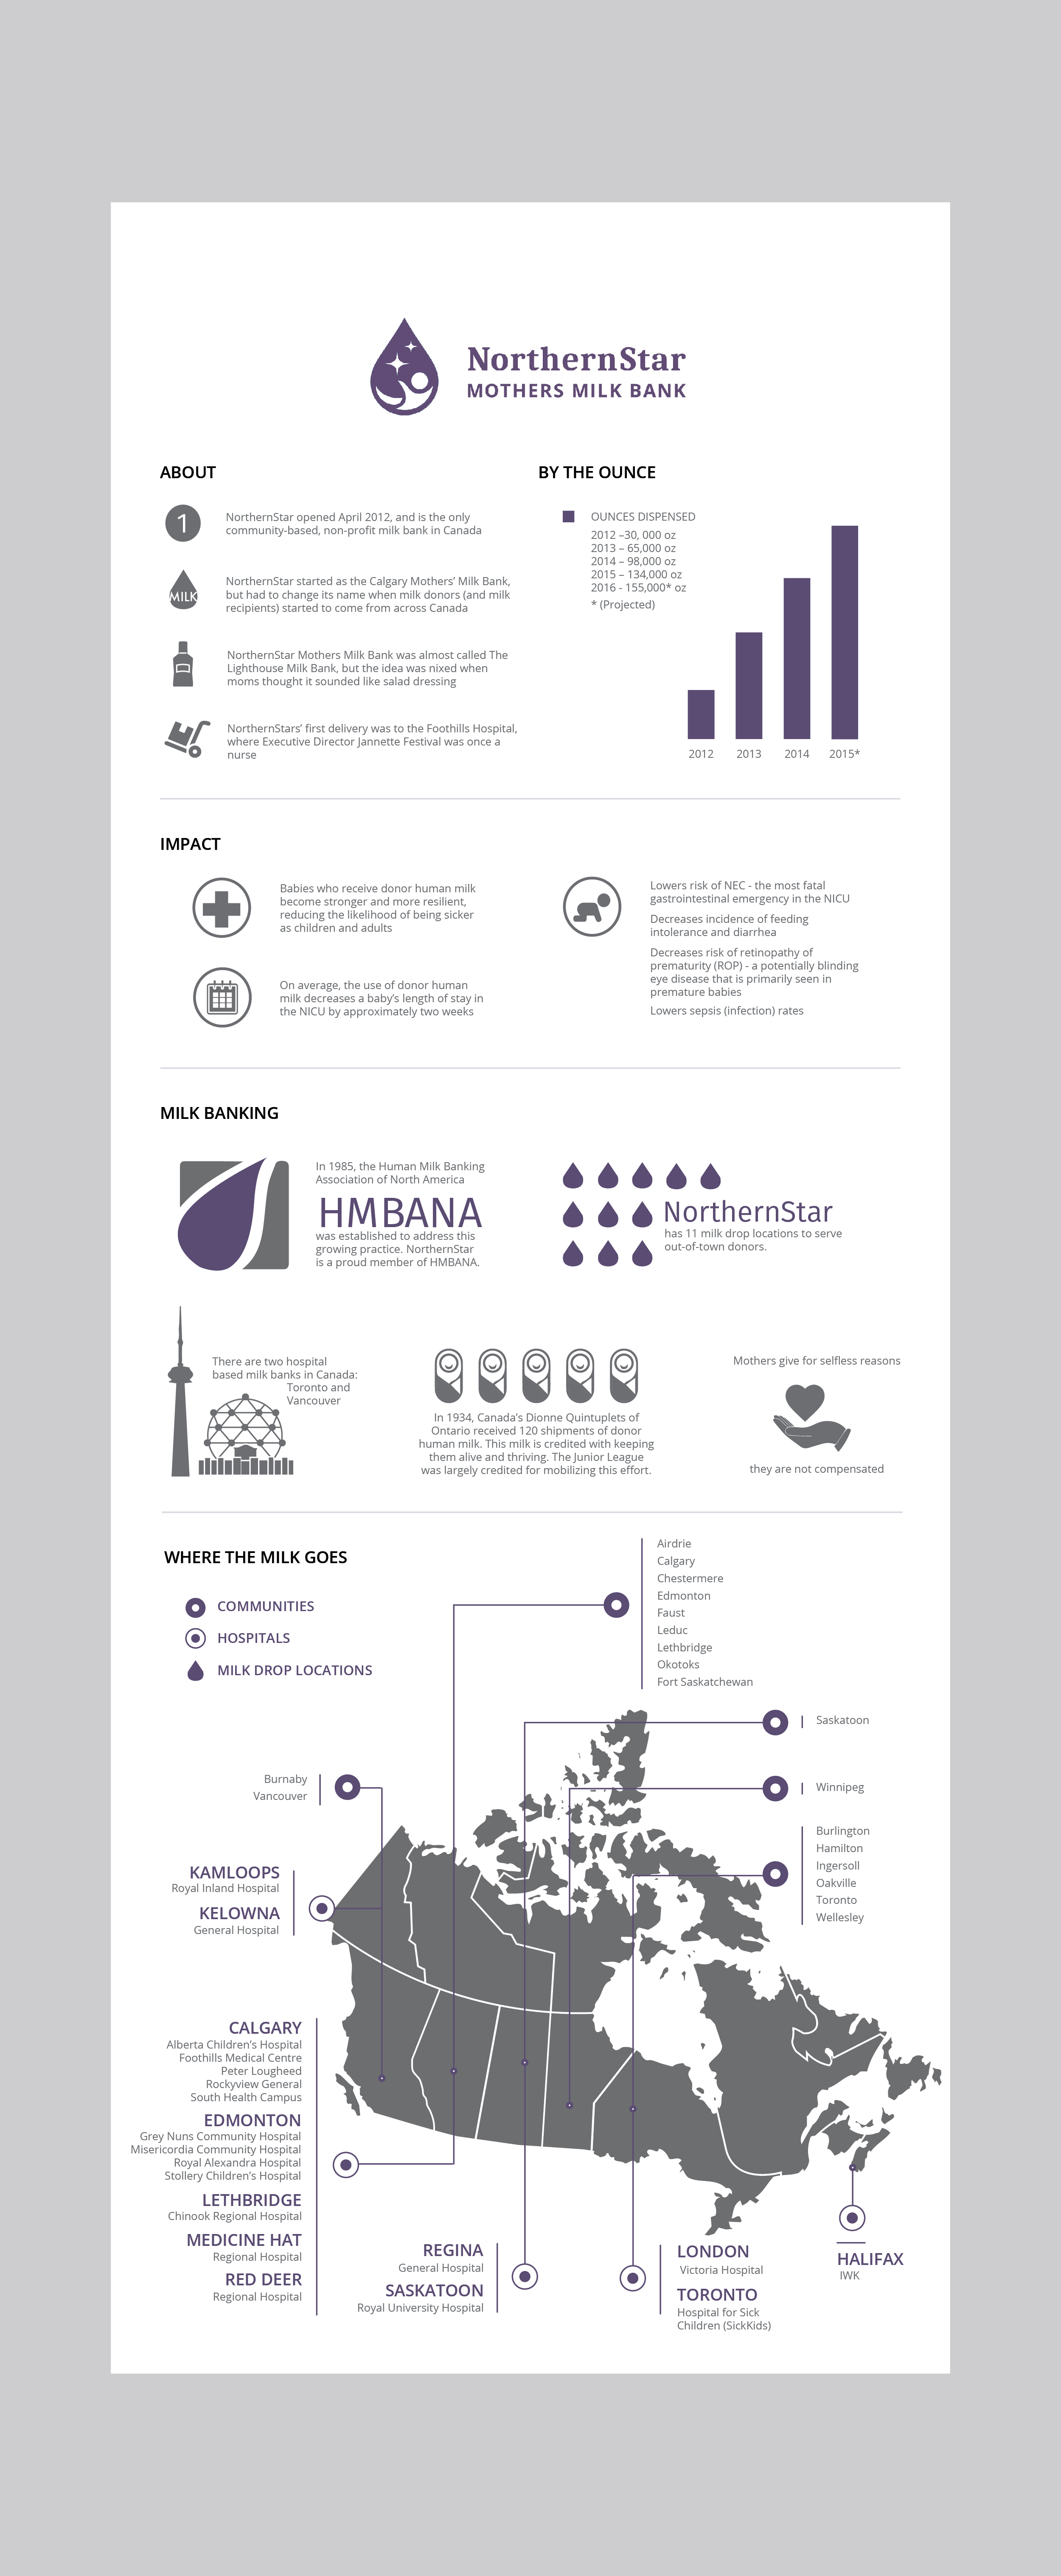 NorthernStar
MOTHERS MILK BANK
ABOUT
1
NorthernStar opened April 2012, and is the only
community-based, non-profit milk bank in Canada
MILK
NorthernStar started as the Calgary Mothers' Milk Bank,
but had to change its name when milk donors (and milk
recipients) started to come from across Canada
NorthernStar Mothers Milk Bank was almost called The
Lighthouse Milk Bank, but the idea was nixed when
moms thought it sounded like salad dressing
NorthernStars' first delivery was to the Foothills Hospital,
where Executive Director Jannette Festival was once a
nurse
BY THE OUNCE
OUNCES DISPENSED
2012 –30, 000 oz
2013 – 65,000 oz
2014 – 98,000 oz
2015 – 134,000 oz
2016 - 155,000* oz
* (Projected)
2012 2013 2014 2015*
IMPACT
Babies who receive donor human milk
become stronger and more resilient,
reducing the likelihood of being sicker
as children and adults
On average, the use of donor human
milk decreases a baby's length of stay in
the NICU by approximately two weeks
Lowers risk of NEC - the most fatal
gastrointestinal emergency in the NICU
Decreases incidence of feeding
intolerance and diarrhea
Decreases risk of retinopathy of
prematurity (ROP) - a potentially blinding
eye disease that is primarily seen in
premature babies
Lowers sepsis (infection) rates
MILK BANKING
In 1985, the Human Milk Banking
Association of North America
HMBANA
was established to address this
growing practice. NorthernStar
is a proud member of HMBANA.
NorthernStar
has 11 milk drop locations to serve
out-of-town donors.
There are two hospital
based milk banks in Canada:
Toronto and
Vancouver
In 1934, Canada's Dionne Quintuplets of
Ontario received 120 shipments of donor
human milk. This milk is credited with keeping
them alive and thriving. The Junior League
was largely credited for mobilizing this effort.
Mothers give for selfless reasons
they are not compensated
WHERE THE MILK GOES
COMMUNITIES
HOSPITALS
MILK DROP LOCATIONS
Airdrie
Calgary
Chestermere
Edmonton
Faust
Leduc
Lethbridge
Okotoks
Fort Saskatchewan
Saskatoon
Winnipeg
Burlington
Hamilton
Ingersoll
Oakville
Toronto
Wellesley
Burnaby
Vancouver
KAMLOOPS
Royal Inland Hospital
KELOWNA
General Hospital
CALGARY
Alberta Children's Hospital
Foothills Medical Centre
Peter Lougheed
Rockyview General
South Health Campus
EDMONTON
Grey Nuns Community Hospital
Misericordia Community Hospital
Royal Alexandra Hospital
Stollery Children's Hospital
LETHBRIDGE
Chinook Regional Hospital
MEDICINE HAT
Regional Hospital
RED DEER
Regional Hospital
REGINA
General Hospital
SASKATOON
Royal University Hospital
LONDON
Victoria Hospital
TORONTO
Hospital for Sick
Children (SickKids)
HALIFAX
IWK